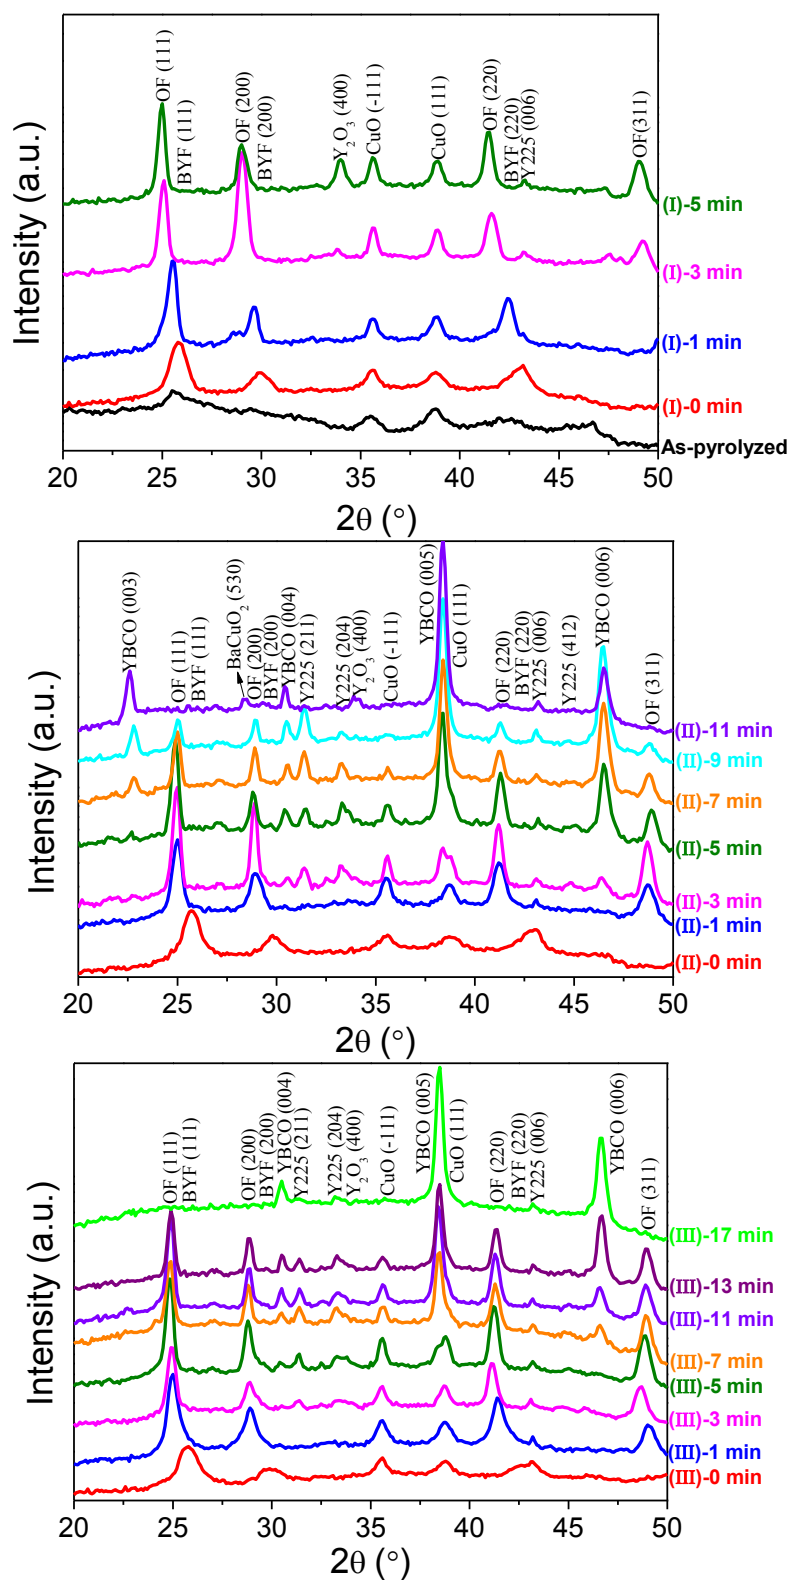 Intensity (a.u.)
OF (111)
BYF (111)
OF (200)
BYF (200)
Y2O3 (400)
CuO (-111)
CuO (111)
OF (220)
BYF (220)
Y225 (006)
OF(311)
(I)-5 min
(I)-3 min
(I)-1 min
(I)-0 min
As-pyrolyzed
20 25 30 35 40 45 50
2θ (°)
Intensity (a.u.)
YBCO (003)
OF (111)
BYF (111)
BaCuO2 (530)
OF (200)
BYF (200)
YBCO (004)
Y225 (211)
Y225 (204)
Y2O3 (400)
CuO (-111)
YBCO (005)
CuO (111)
OF (220)
BYF (220)
Y225 (006)
Y225 (412)
YBCO (006)
OF (311)
(II)-11 min
(II)-9 min
(II)-7 min
(II)-5 min
(II)-3 min
(II)-1 min
(II)-0 min
20 25 30 35 40 45 50
2θ (°)
Intensity (a.u.)
OF (111)
BYF (111)
OF (200)
BYF (200)
YBCO (004)
Y225 (211)
Y225 (204)
Y2O3 (400)
CuO (-111)
YBCO (005)
CuO (111)
OF (220)
BYF (220)
Y225 (006)
YBCO (006)
OF (311)
(III)-17 min
(III)-13 min
(III)-11 min
(III)-7 min
(III)-5 min
(III)-3 min
(III)-1 min
(III)-0 min
20 25 30 35 40 45 50
2θ (°)